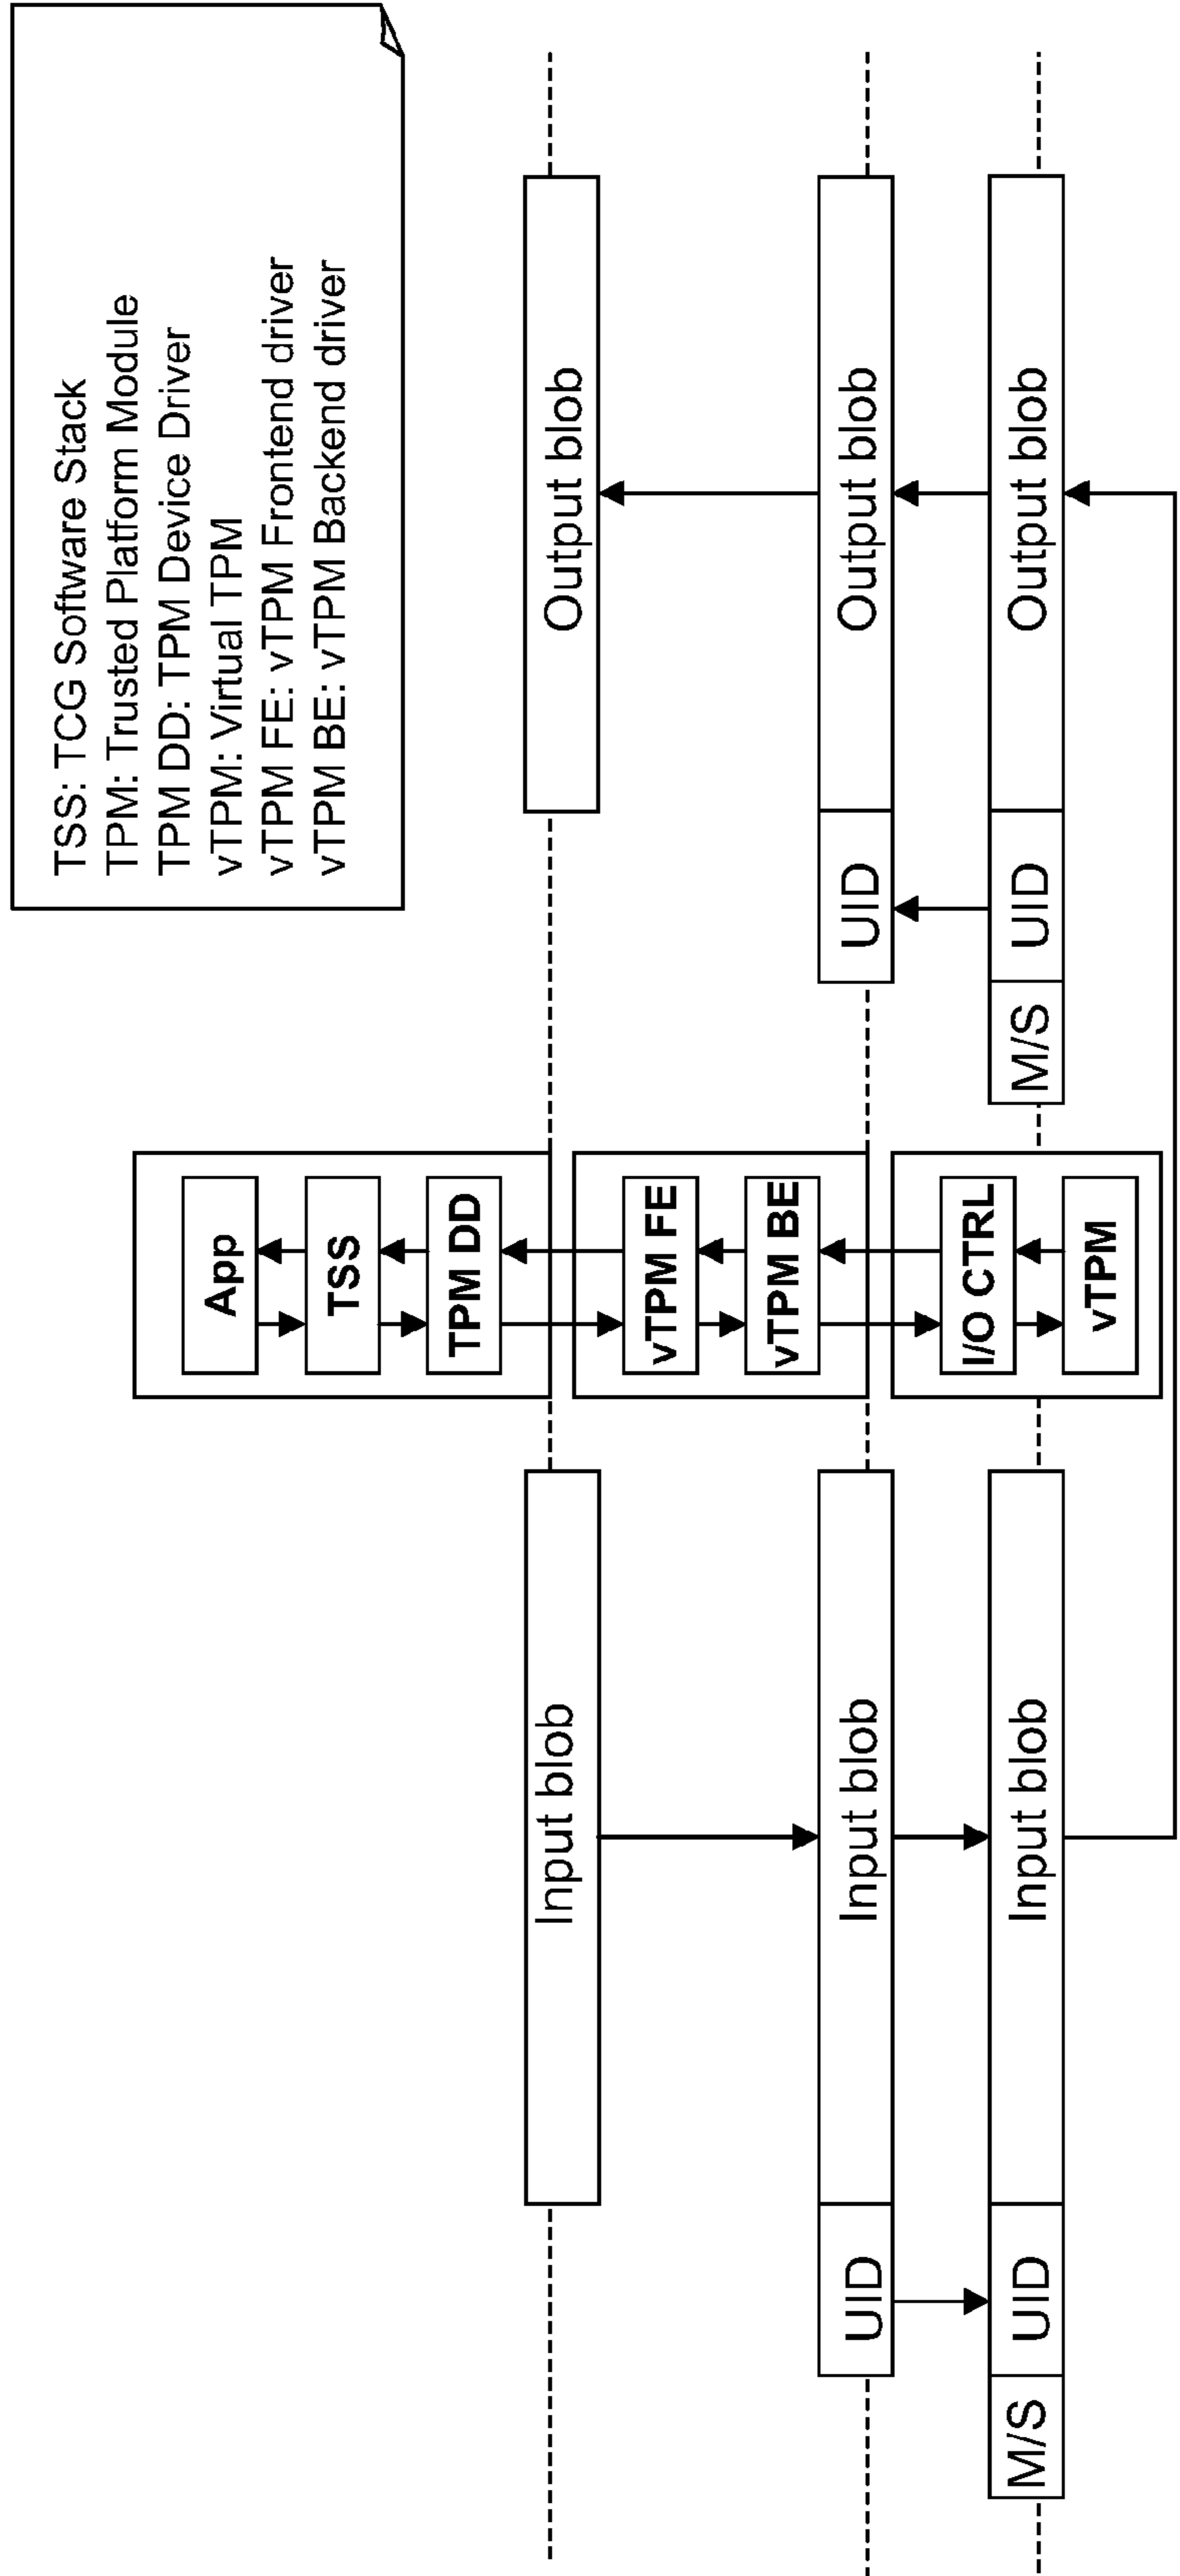 TSS: TCG Software Stack
TPM: Trusted Platform Module
TPM DD: TPM Device Driver
vTPM: Virtual TPM
vTPM FE: vTPM Frontend driver
vTPM BE: vTPM Backend driver
App
TSS
TPM DD
Input blob
Output blob
vTPM FE
vTPM BE
UID
Input blob
UID
Output blob
I/O CTRL
M/S
UID
Input blob
M/S
UID
Output blob
vTPM